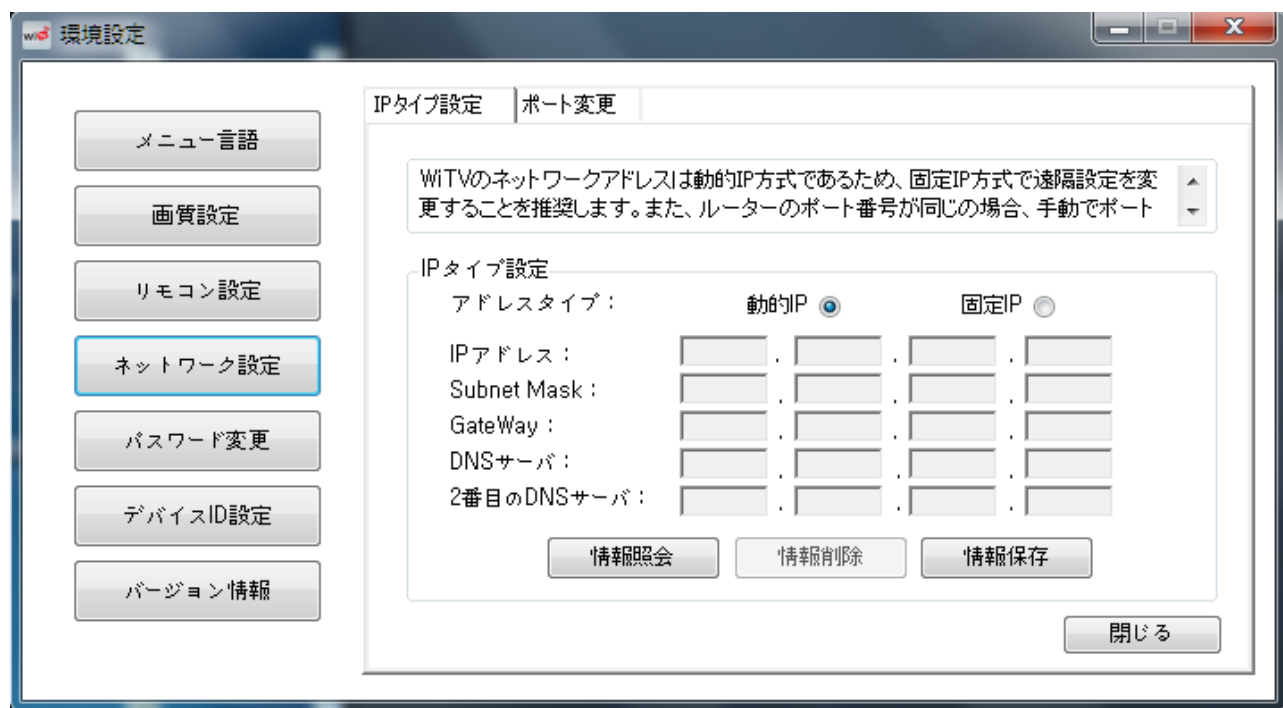 環境設定
メニュー言語
画質設定
リモコン設定
ネットワーク設定
パスワード変更
デバイスID設定
バージョン情報
IPタイプ設定 ポート変更
WiTVのネットワークアドレスは動的IP方式であるため、固定IP方式で遠隔設定を変
更することを推奨します。また、ルーターのポート番号が同じの場合、手動でポート
IPタイプ設定
アドレスタイプ： 動的IP 固定IP
IPアドレス：
Subnet Mask：
GateWay：
DNSサーバ：
2番目のDNSサーバ：
情報照会 情報削除 情報保存
閉じる